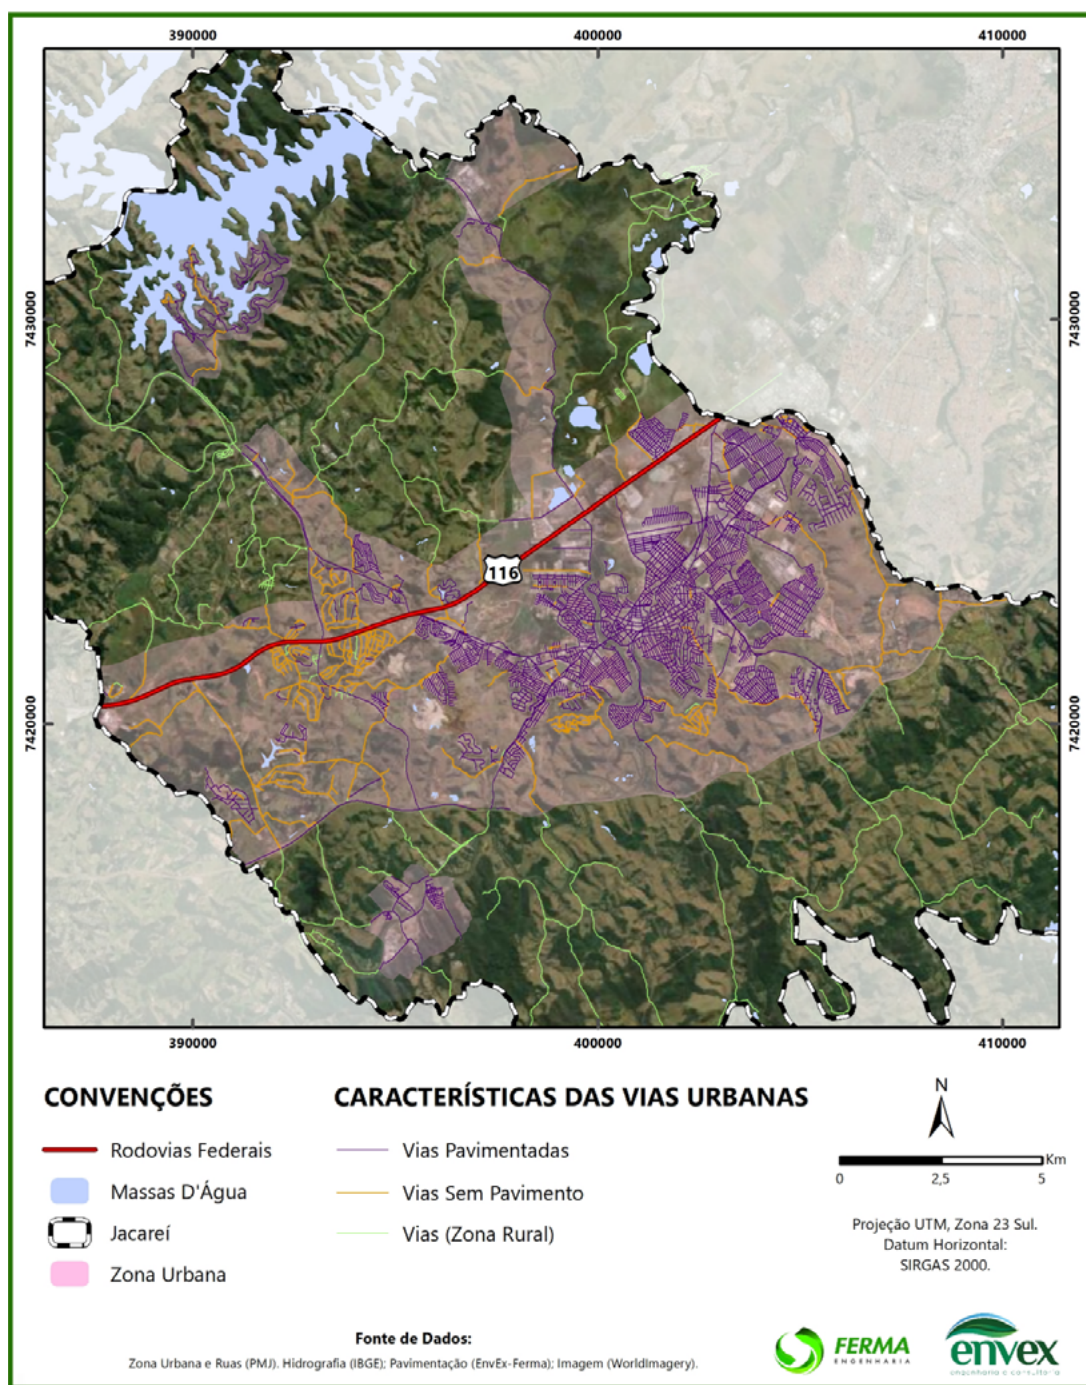 390000
400000
410000
7430000
7430000
116
7420000
7420000
390000
400000
410000
CONVENÇÕES
Rodovias Federais
Massas D'Água
Jacareí
Zona Urbana
CARACTERÍSTICAS DAS VIAS URBANAS
Vias Pavimentadas
Vias Sem Pavimento
Vias (Zona Rural)
N
Km
0
2,5
5
Projeção UTM, Zona 23 Sul.
Datum Horizontal:
SIRGAS 2000.
Fonte de Dados:
Zona Urbana e Ruas (PMJ). Hidrografia (IBGE); Pavimentação (EnvEx-Ferma); Imagem (WorldImagery).
FERMA
ENGENHARIA
envex
engenharia e consultoria